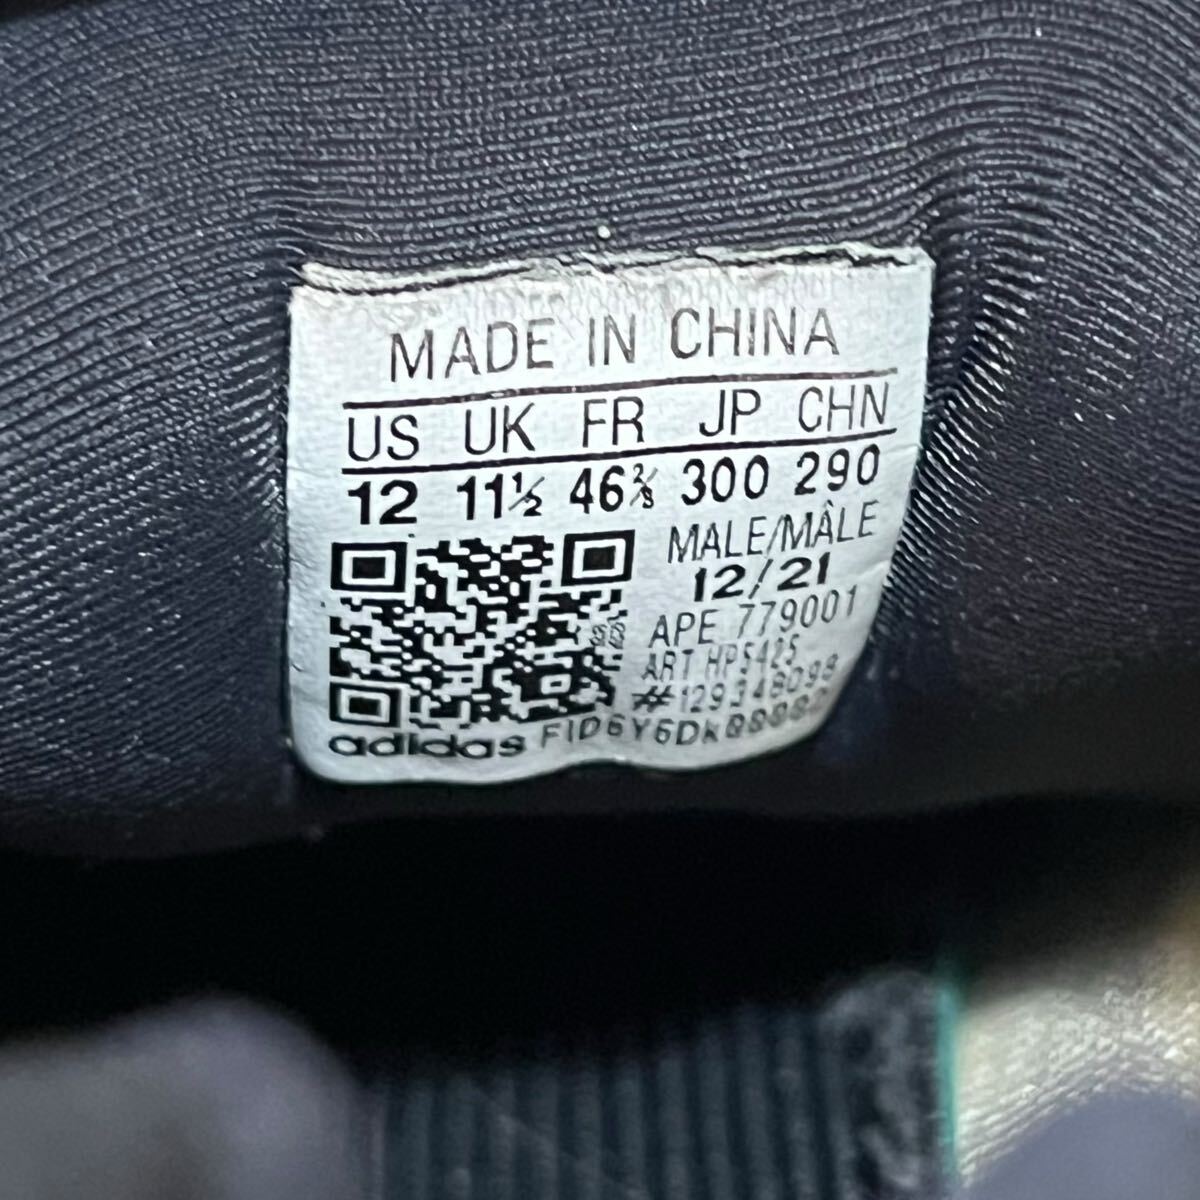 MADE IN CHINA
US UK FR JP CHN
12 11½ 46⅔ 300 290
MALE/MÂLE
12/21
APE 779001
ART HP5425
#129348098
adidas